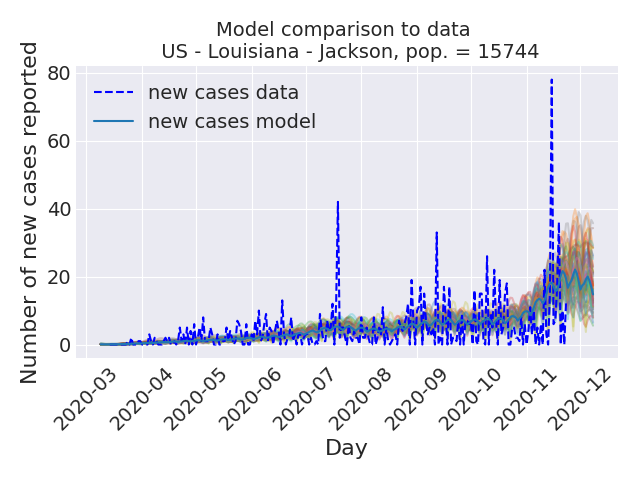 Model comparison to data
US - Louisiana - Jackson, pop. = 15744
Number of new cases reported
80
60
40
20
0
new cases data
new cases model
2020-03
2020-04
2020-05
2020-06
2020-07
2020-08
2020-09
2020-10
2020-11
2020-12
Day